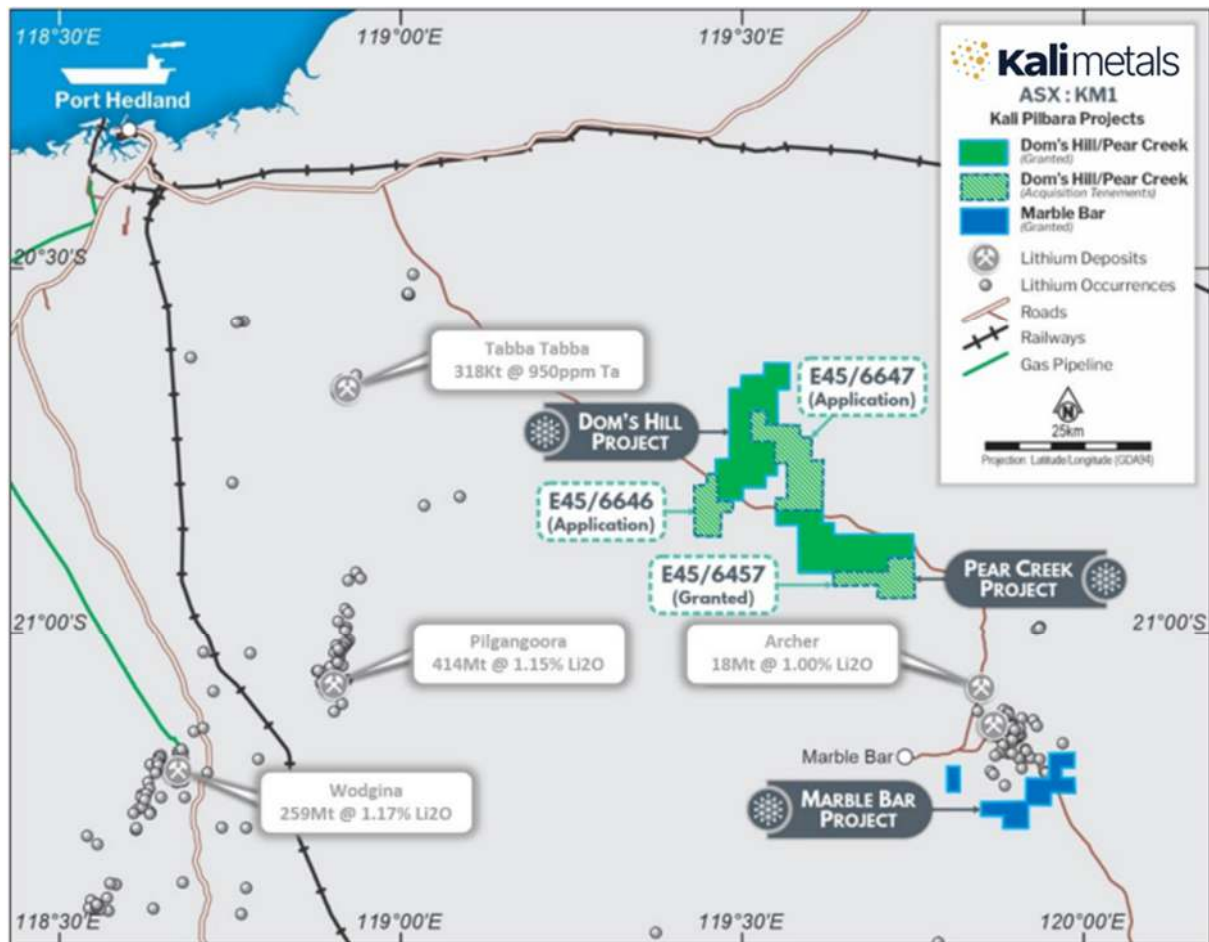 118°30'E
119°00'E
119°30'E
Port Hedland
Kalimetals
ASX : KM1
Kali Pilbara Projects
Dom's Hill/Pear Creek
(Granted)
Dom's Hill/Pear Creek
(Acquisition Tenements)
Marble Bar
(Granted)
Lithium Deposits
Lithium Occurrences
Roads
Railways
Gas Pipeline
N
25km
Projection: Latitude/Longitude (GDA94)
20°30'S
Tabba Tabba
318Kt @ 950ppm Ta
E45/6647
(Application)
DOM'S HILL
PROJECT
E45/6646
(Application)
E45/6457
(Granted)
PEAR CREEK
PROJECT
21°00'S
21°00'S
Pilgangoora
414Mt @ 1.15% Li2O
Archer
18Mt @ 1.00% Li2O
Marble Bar
Wodgina
259Mt @ 1.17% Li2O
MARBLE BAR
PROJECT
118°30'E
119°00'E
119°30'E
120°00'E